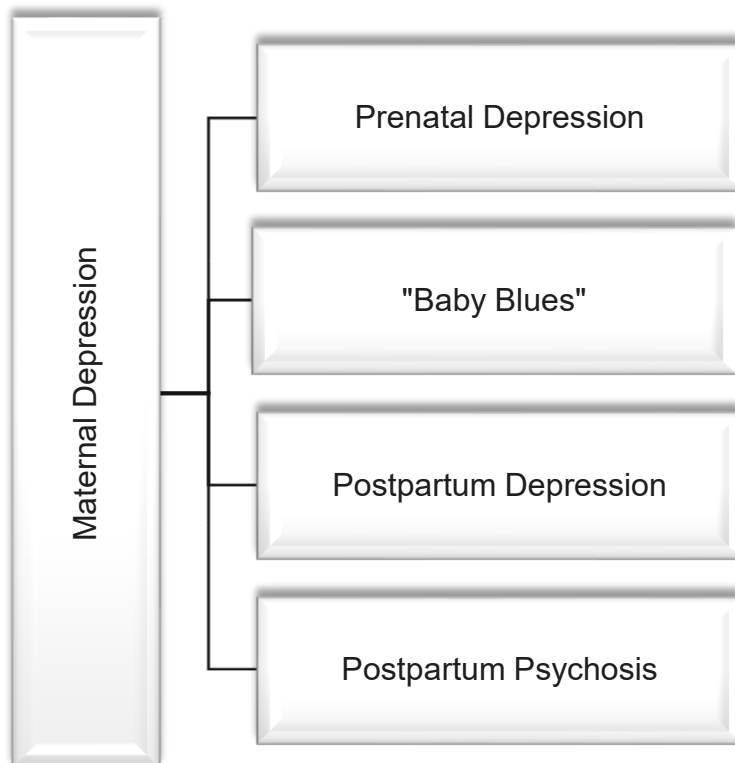 Maternal Depression
Prenatal Depression
"Baby Blues"
Postpartum Depression
Postpartum Psychosis